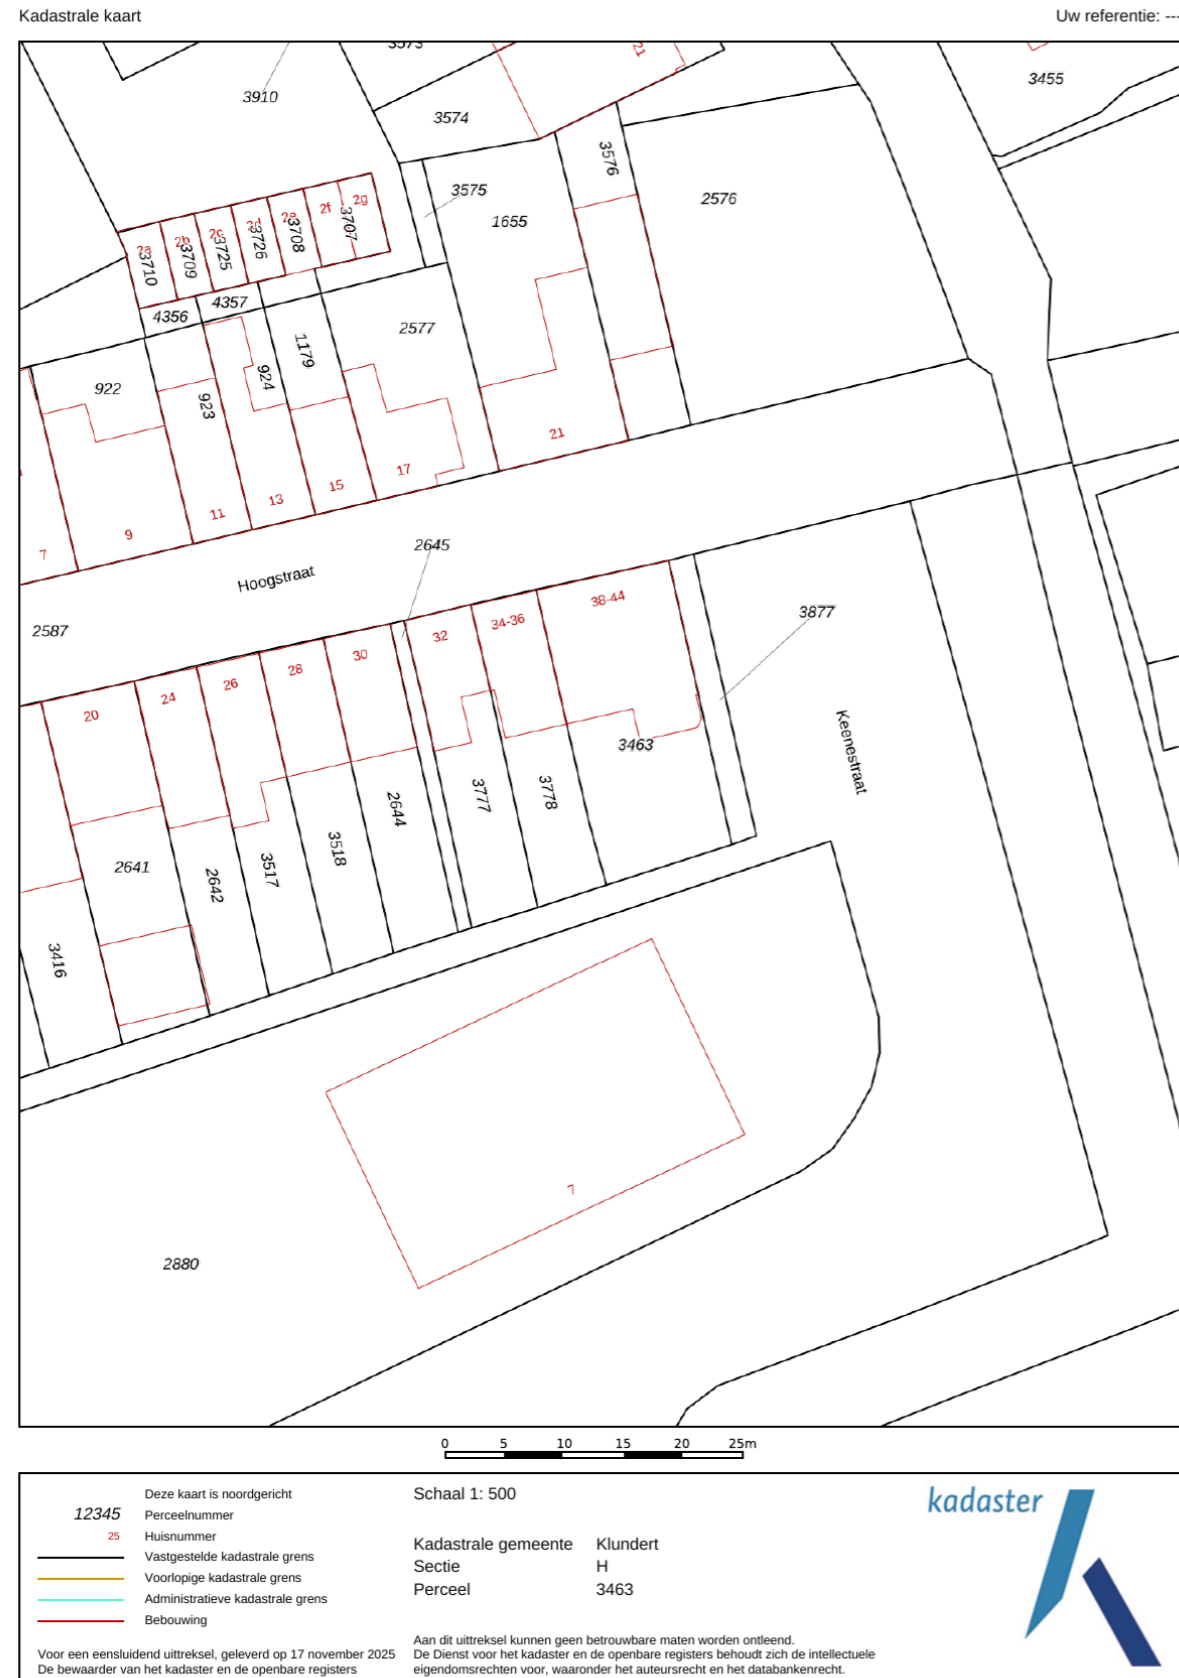 Kadastrale kaart
Uw referentie: ---
3573
21
3455
3910
3574
3576
3575
1655
2576
2a
2b
2c
2e
2f
2g
3710
3709
3725
3726
3708
3707
4356
4357
1179
2577
922
923
924
7
9
11
13
15
17
21
Hoogstraat
2645
2587
3877
20
24
26
28
30
32
34-36
38-44
3463
Keenestraat
2641
2642
3517
3518
2644
3777
3778
3416
7
2880
0 5 10 15 20 25m
Deze kaart is noordgericht
12345 Perceelnummer
25 Huisnummer
Vastgestelde kadastrale grens
Voorlopige kadastrale grens
Administratieve kadastrale grens
Bebouwing
Voor een eensluidend uittreksel, geleverd op 17 november 2025
De bewaarder van het kadaster en de openbare registers
Schaal 1: 500
Kadastrale gemeente Klundert
Sectie H
Perceel 3463
Aan dit uittreksel kunnen geen betrouwbare maten worden ontleend.
De Dienst voor het kadaster en de openbare registers behoudt zich de intellectuele
eigendomsrechten voor, waaronder het auteursrecht en het databankenrecht.
kadaster